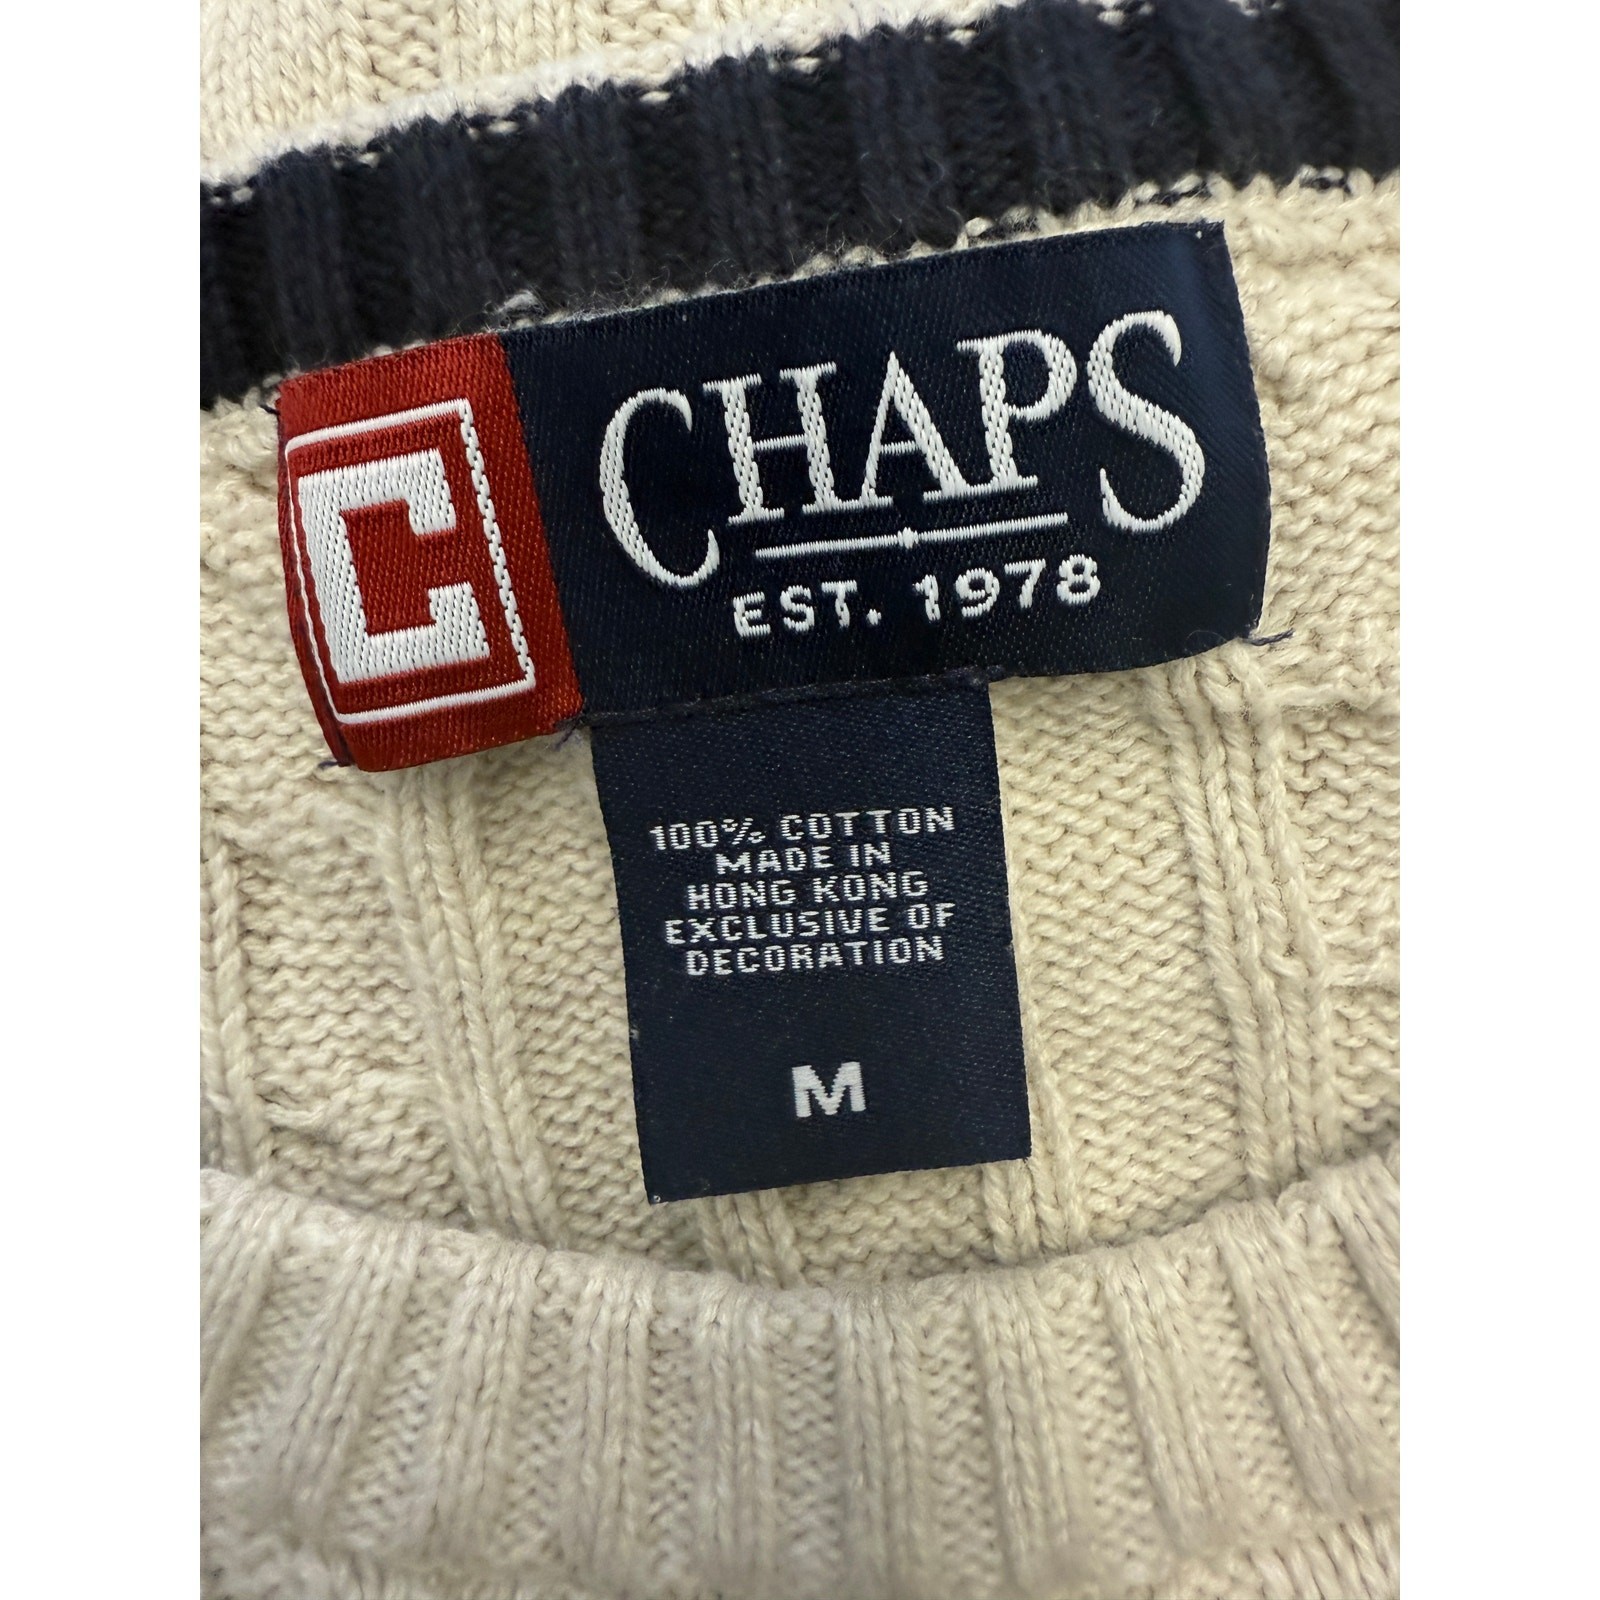 C
CHAPS
EST. 1978
100% COTTON
MADE IN
HONG KONG
EXCLUSIVE OF
DECORATION
M